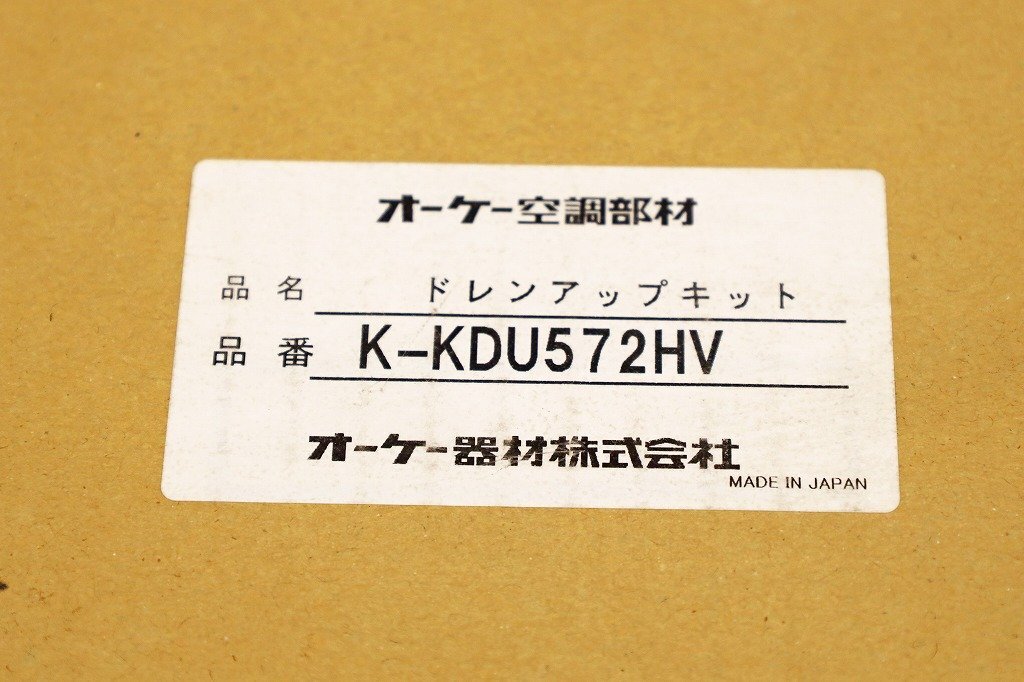 オーケー空調部材
品名 ドレンアップキット
品番 K-KDU572HV
オーケー器材株式会社
MADE IN JAPAN